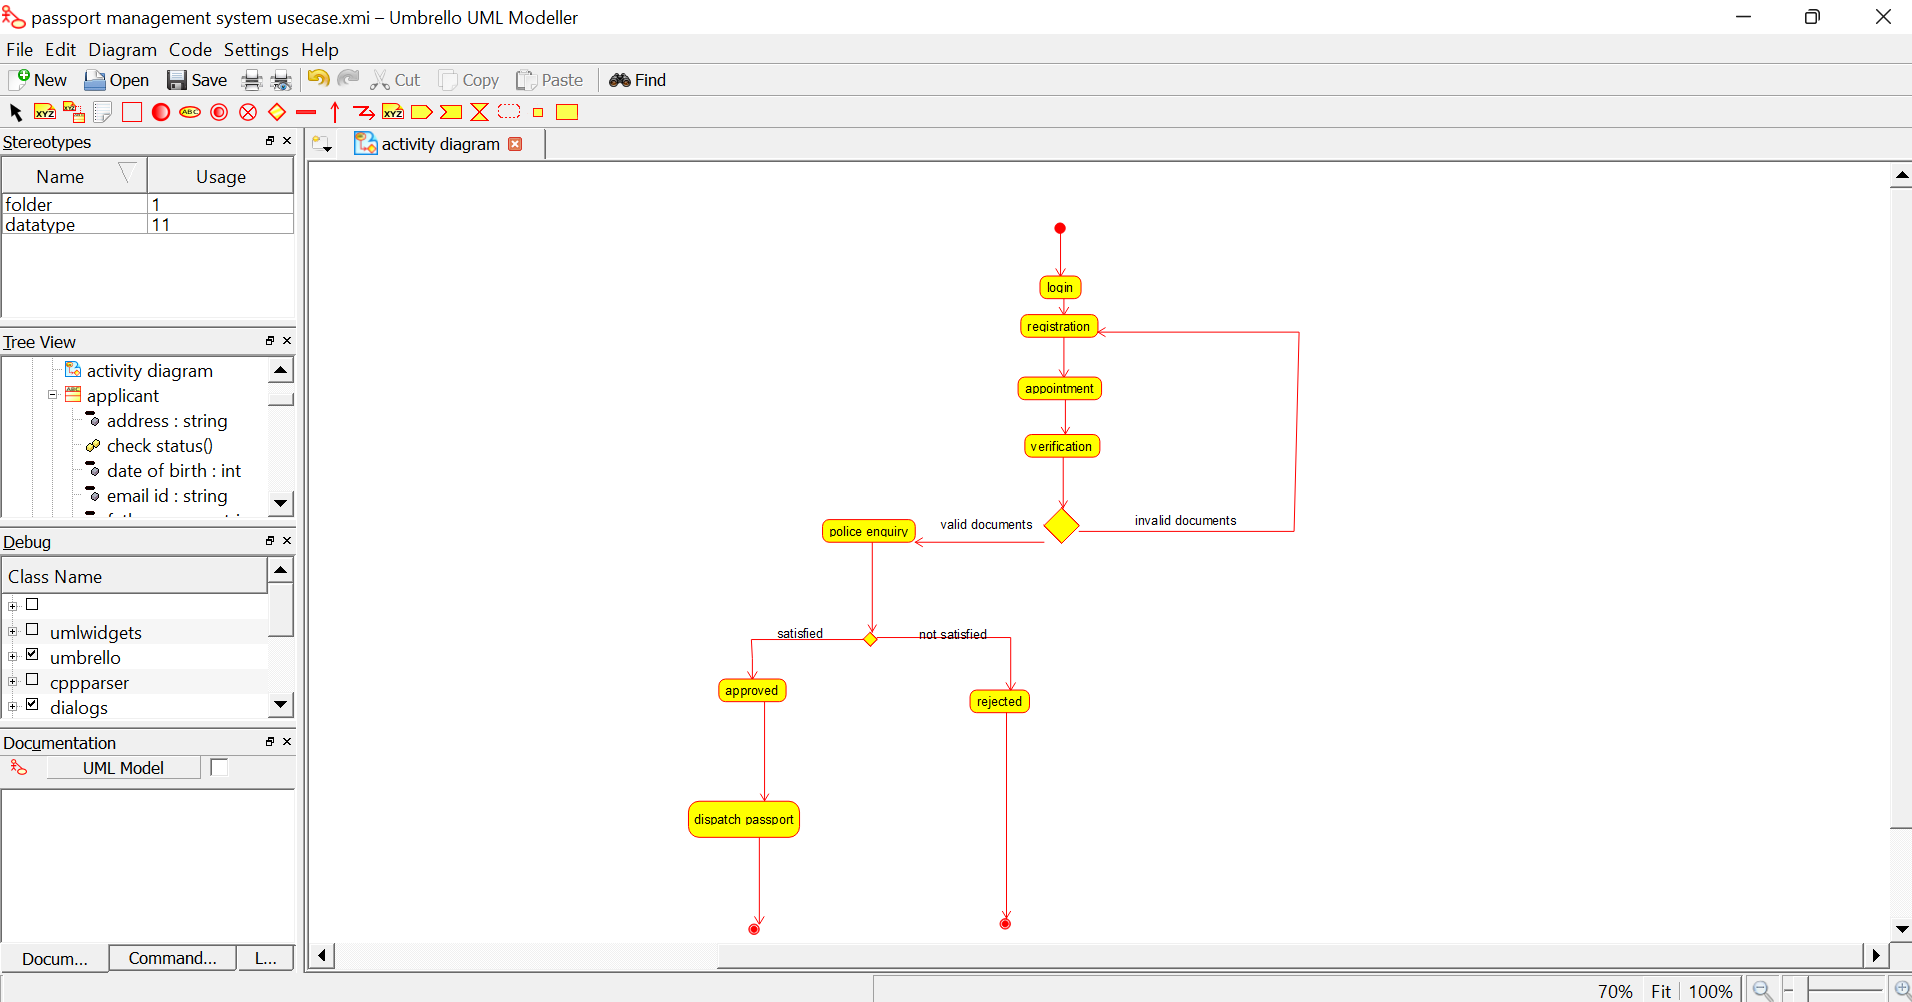 passport management system usecase.xmi – Umbrello UML Modeller
File Edit Diagram Code Settings Help
New Open Save Cut Copy Paste Find
XYZ ABC XYZ
Stereotypes
Name Usage
folder 1
datatype 11
Tree View
activity diagram
applicant
address : string
check status()
date of birth : int
email id : string
Debug
Class Name
umlwidgets
umbrello
cppparser
dialogs
Documentation
UML Model
Docum... Command... L...
activity diagram
login
registration
appointment
verification
valid documents
invalid documents
police enquiry
satisfied
not satisfied
approved
rejected
dispatch passport
70% Fit 100%